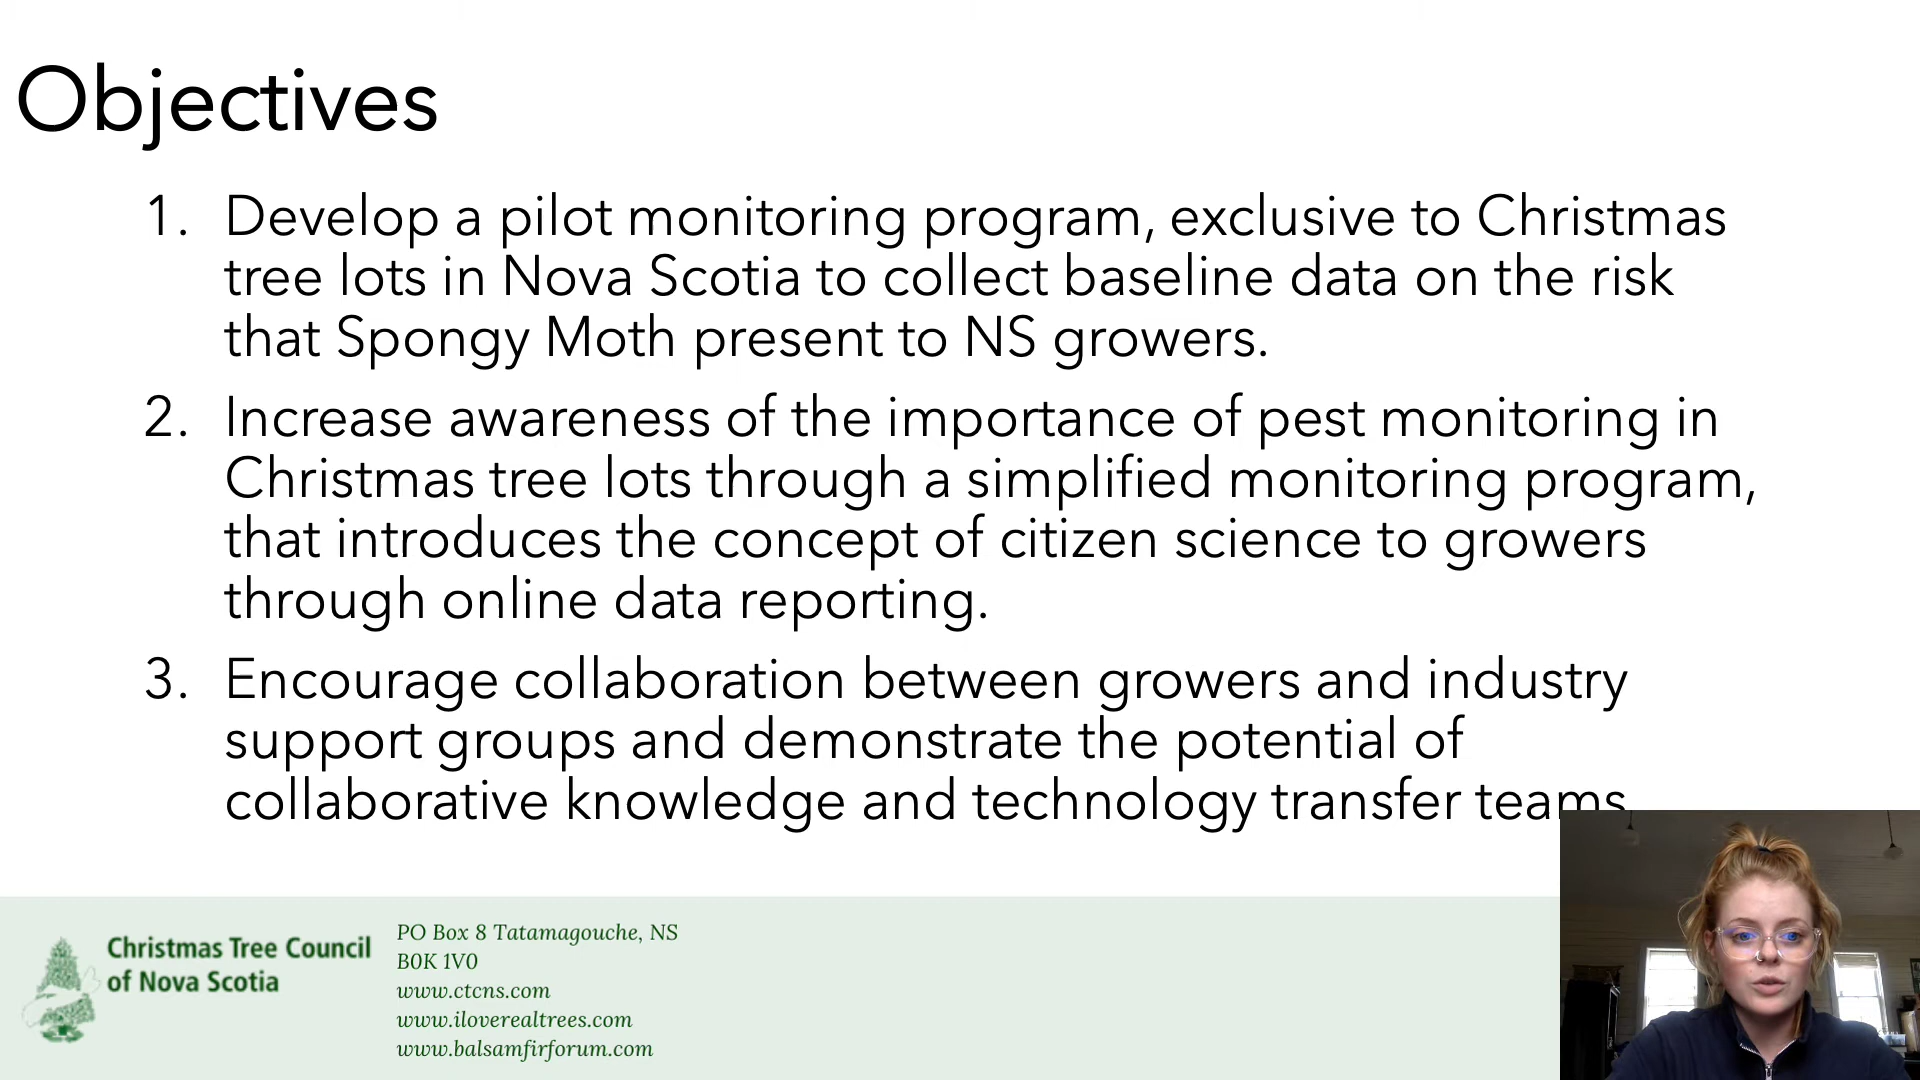 Objectives
1. Develop a pilot monitoring program, exclusive to Christmas
tree lots in Nova Scotia to collect baseline data on the risk
that Spongy Moth present to NS growers.
2. Increase awareness of the importance of pest monitoring in
Christmas tree lots through a simplified monitoring program,
that introduces the concept of citizen science to growers
through online data reporting.
3. Encourage collaboration between growers and industry
support groups and demonstrate the potential of
collaborative knowledge and technology transfer teams.
Christmas Tree Council
of Nova Scotia
PO Box 8 Tatamagouche, NS
B0K 1V0
www.ctcns.com
www.iloverealtrees.com
www.balsamfirforum.com